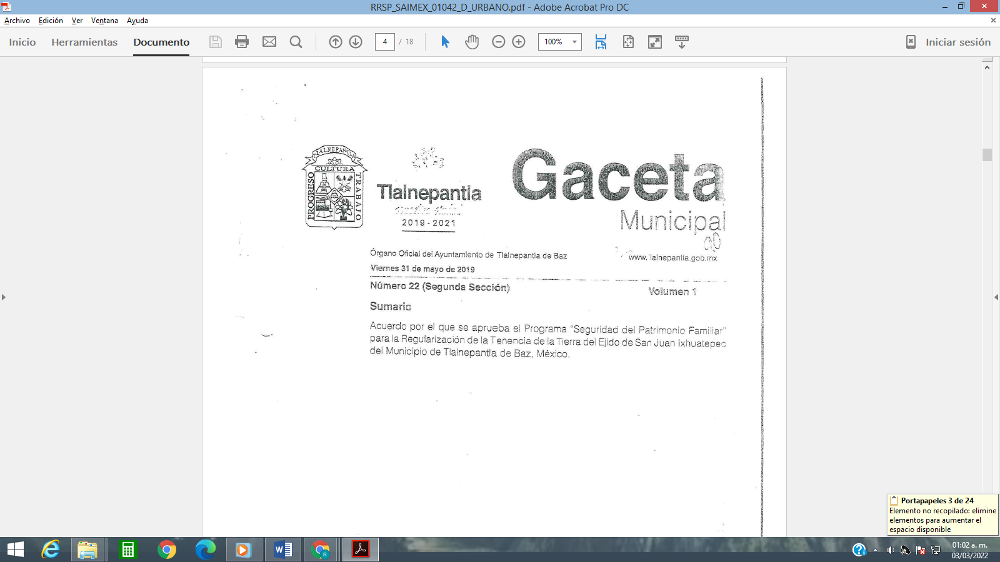 RRSP_SAIMEX_01042_D_URBANO.pdf - Adobe Acrobat Pro DC
Archivo Edición Ver Ventana Ayuda
Inicio Herramientas Documento 4 / 18 100% Iniciar sesión
TLALNEPANTLA
CULTURA
PROGRESO
TRABAJO
Tlalnepantla
2019 - 2021
Gaceta
Municipal
Órgano Oficial del Ayuntamiento de Tlalnepantla de Baz
Viernes 31 de mayo de 2019
Número 22 (Segunda Sección) Volumen 1
Sumario
Acuerdo por el que se aprueba el Programa "Seguridad del Patrimonio Familiar"
para la Regularización de la Tenencia de la Tierra del Ejido de San Juan Ixhuatepec
del Municipio de Tlalnepantla de Baz, México.
Portapapeles 3 de 24
Elemento no recopilado: elimine
elementos para aumentar el
espacio disponible
01:02 a. m.
03/03/2022